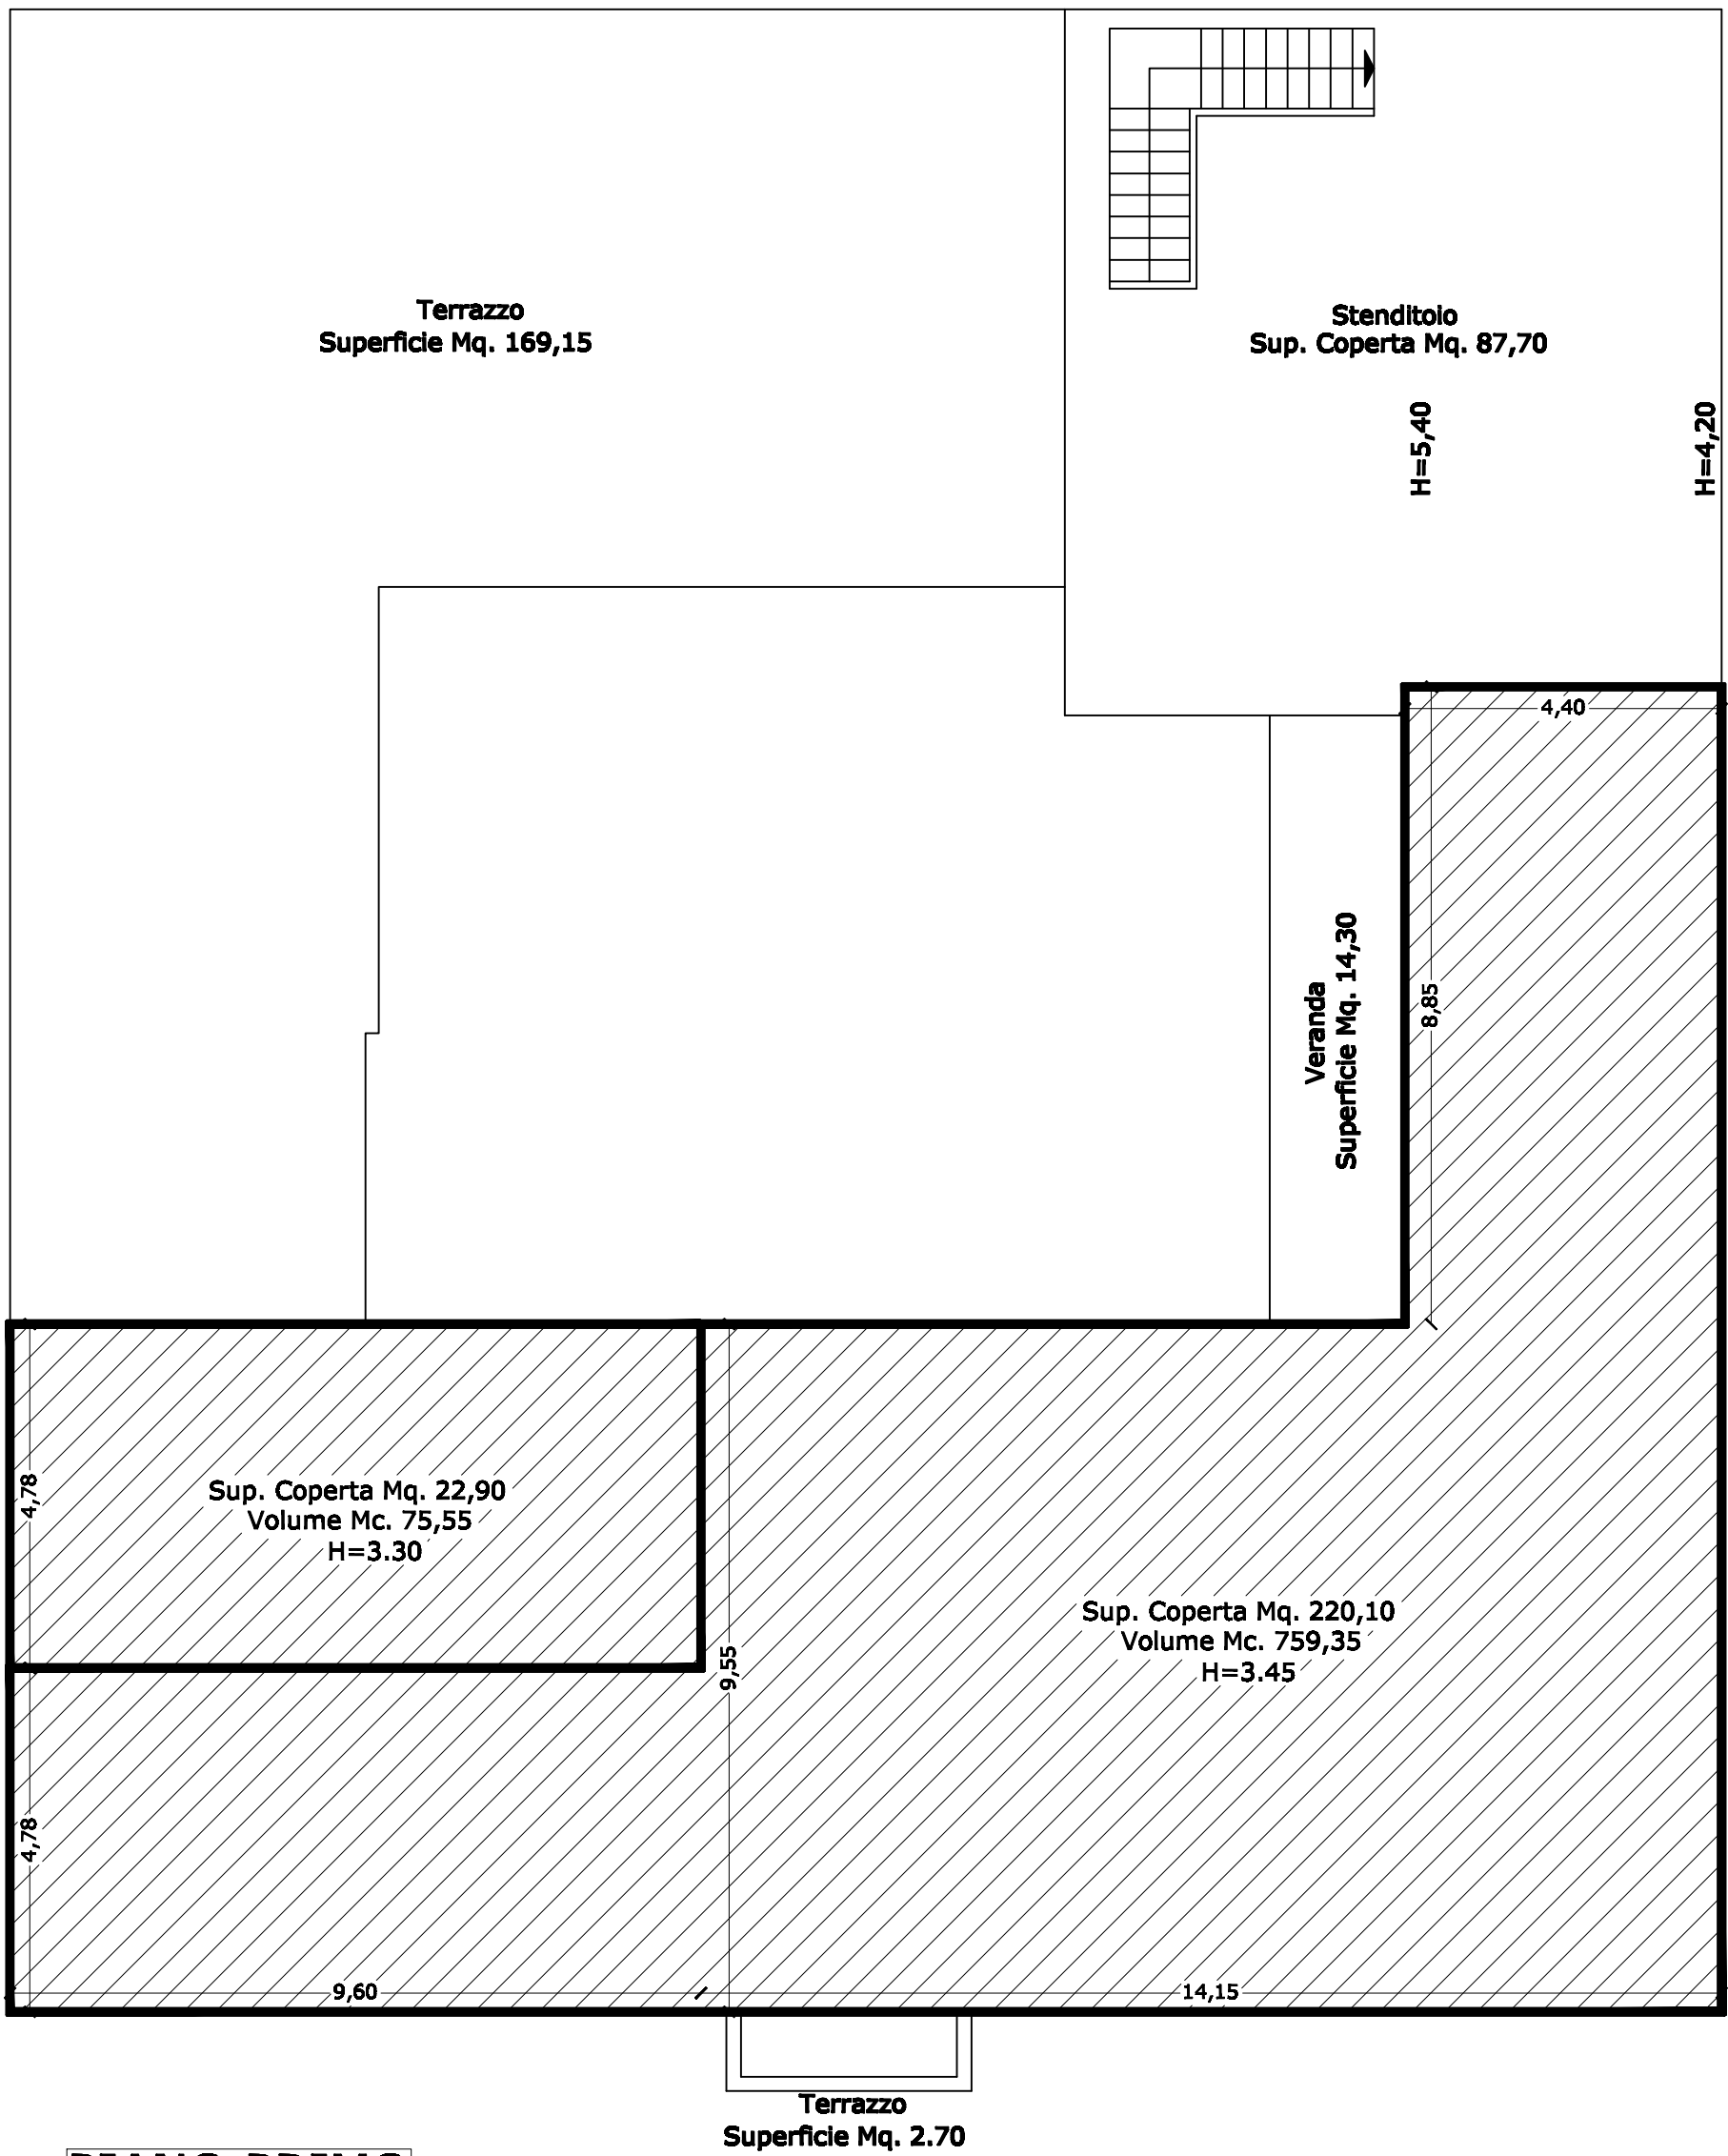 Terrazzo
Superficie Mq. 169,15
Stenditoio
Sup. Coperta Mq. 87,70
H=5,40
H=4,20
4,40
8,85
Veranda
Superficie Mq. 14,30
4,78
Sup. Coperta Mq. 22,90
Volume Mc. 75,55
H=3.30
9,55
Sup. Coperta Mq. 220,10
Volume Mc. 759,35
H=3.45
4,78
9,60
14,15
Terrazzo
Superficie Mq. 2.70
PIANO PRIMO